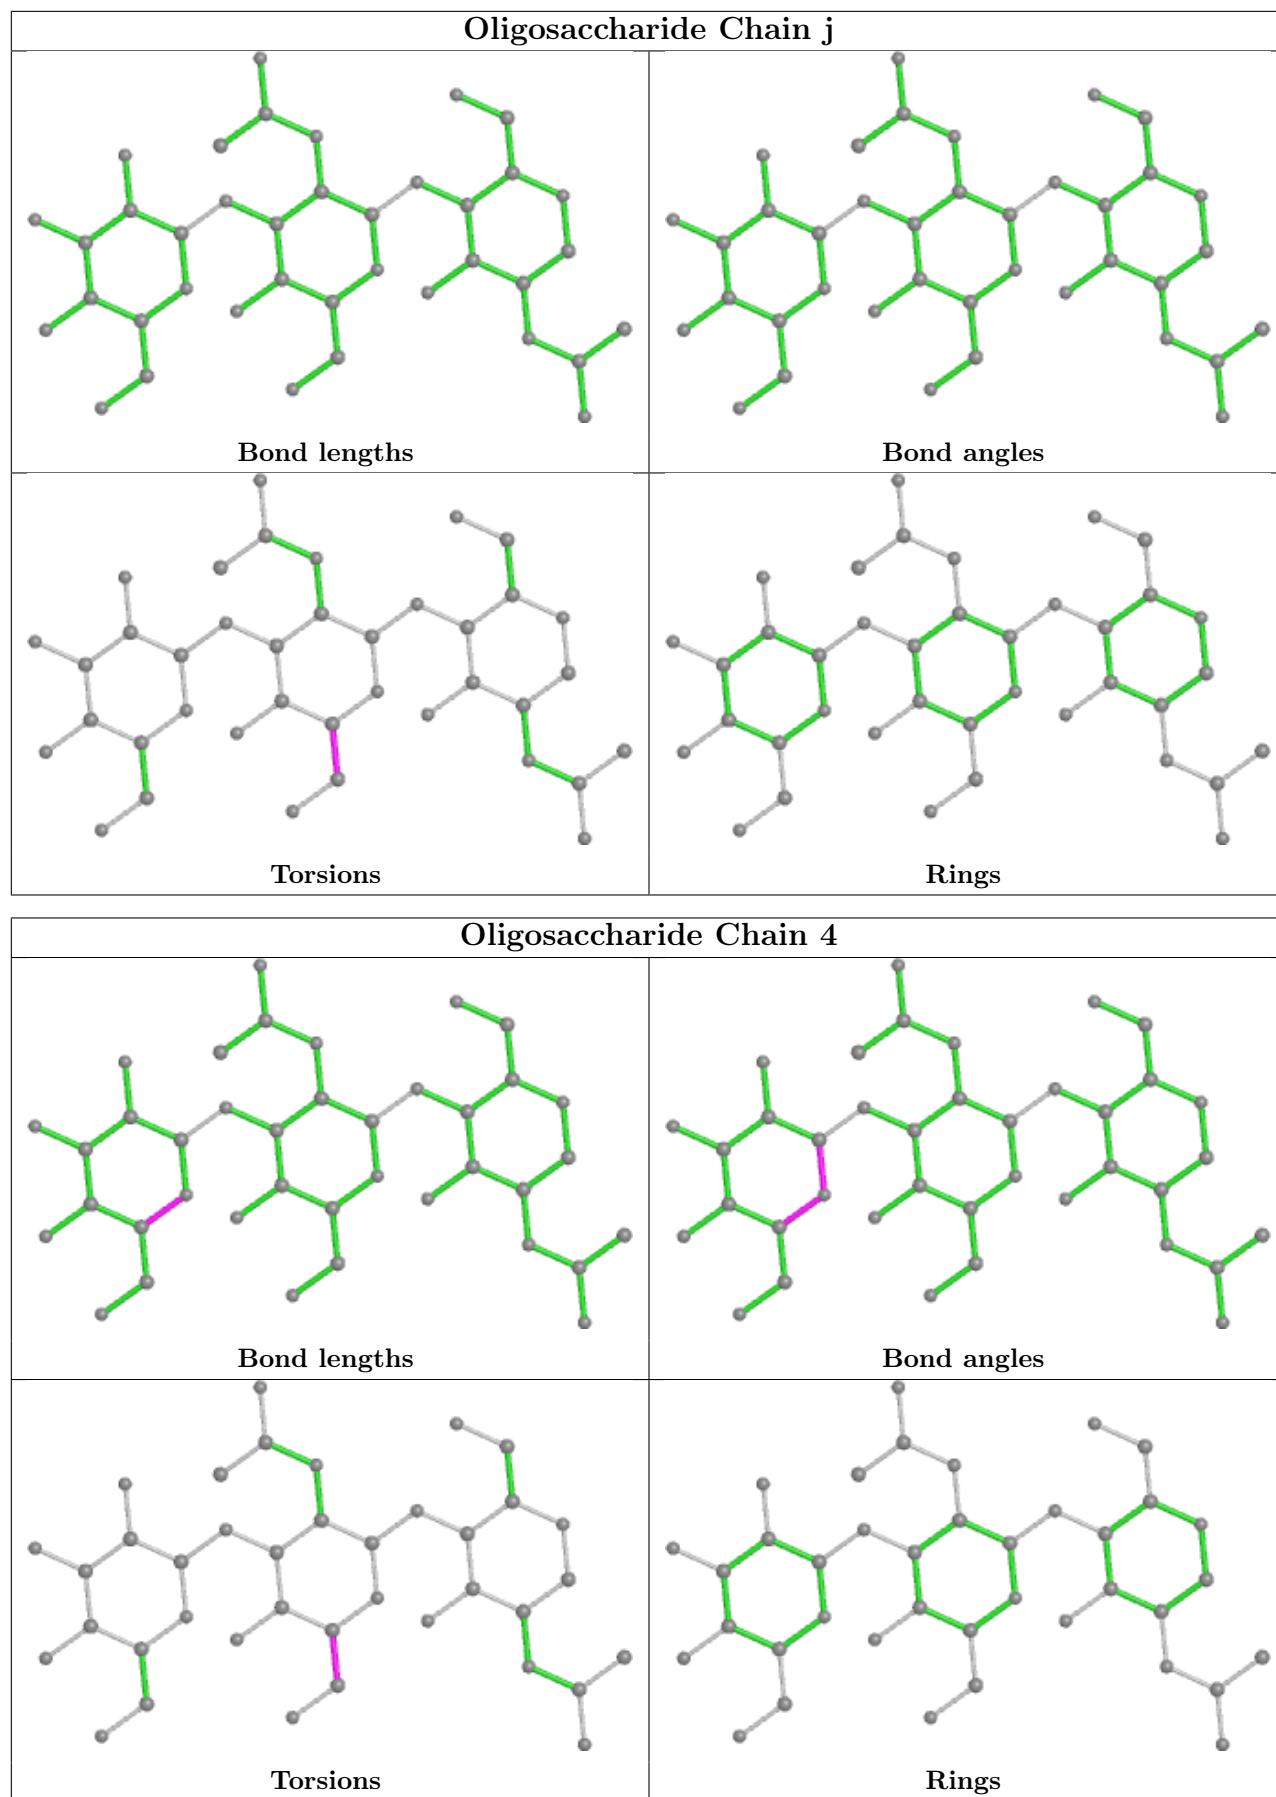 Oligosaccharide Chain j
Bond lengths
Bond angles
Torsions
Rings
Oligosaccharide Chain 4
Bond lengths
Bond angles
Torsions
Rings